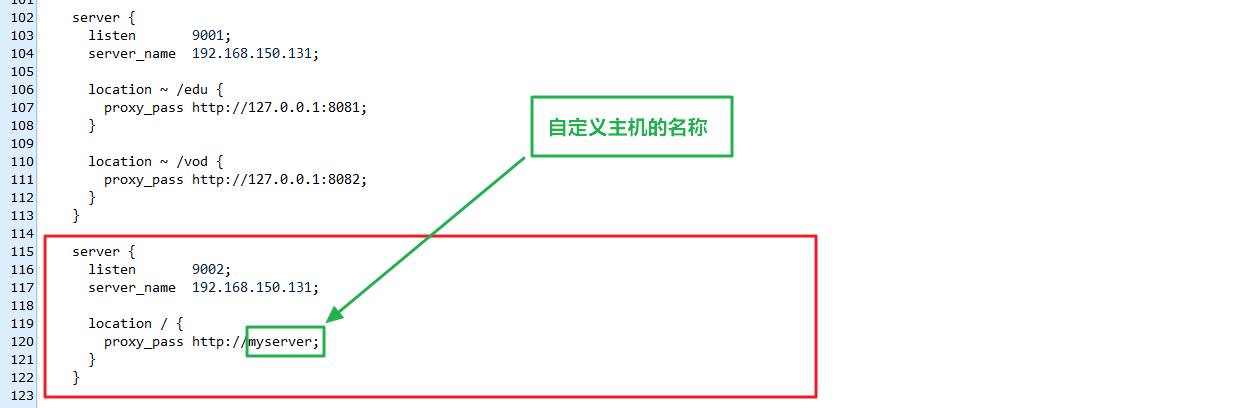 101
102 server {
103 listen 9001;
104 server_name 192.168.150.131;
105
106 location ~ /edu {
107 proxy_pass http://127.0.0.1:8081;
108 }
109
110 location ~ /vod {
111 proxy_pass http://127.0.0.1:8082;
112 }
113 }
114
115 server {
116 listen 9002;
117 server_name 192.168.150.131;
118
119 location / {
120 proxy_pass http://myserver;
121 }
122 }
123
自定义主机的名称